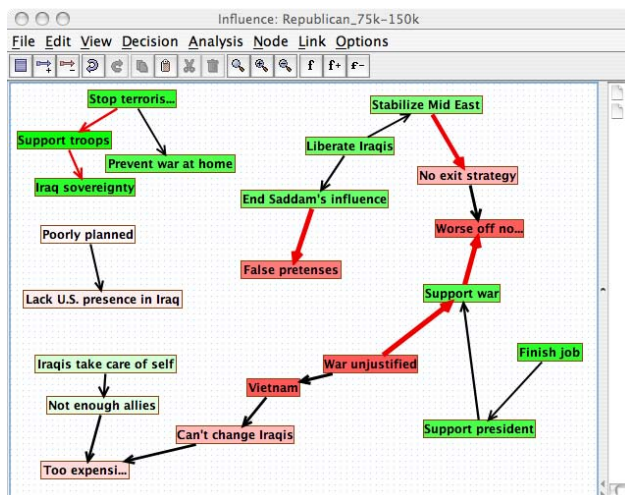 Influence: Republican_75k-150k
File Edit View Decision Analysis Node Link Options
f f+ f-
Stop terroris...
Stabilize Mid East
Support troops
Liberate Iraqis
Prevent war at home
No exit strategy
Iraq sovereignty
End Saddam's influence
Poorly planned
Worse off no...
False pretenses
Lack U.S. presence in Iraq
Support war
Iraqis take care of self
War unjustified
Finish job
Vietnam
Not enough allies
Can't change Iraqis
Support president
Too expensi...